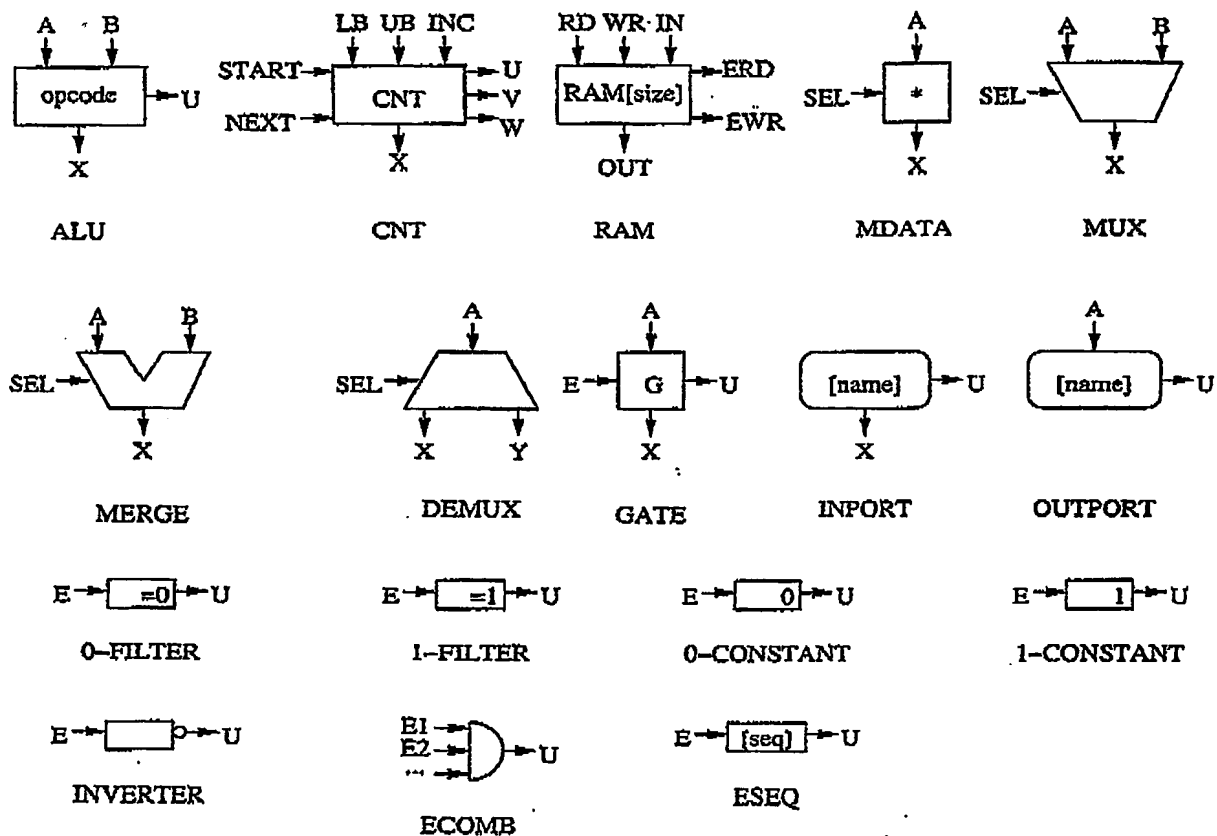 A B
opcode
U
X
ALU
LB UB INC
START
NEXT
CNT
U
V
W
X
CNT
RD WR IN
RAM[size]
ERD
EWR
OUT
RAM
A
SEL
*
X
MDATA
A B
SEL
X
MUX
A B
SEL
X
MERGE
A
SEL
X Y
DEMUX
A
E
G
U
X
GATE
[name]
U
X
INPORT
A
[name]
U
OUTPORT
E =0 U
0-FILTER
E =1 U
1-FILTER
E 0 U
0-CONSTANT
E 1 U
1-CONSTANT
E U
INVERTER
E1
E2
...
U
ECOMB
E [seq] U
ESEQ